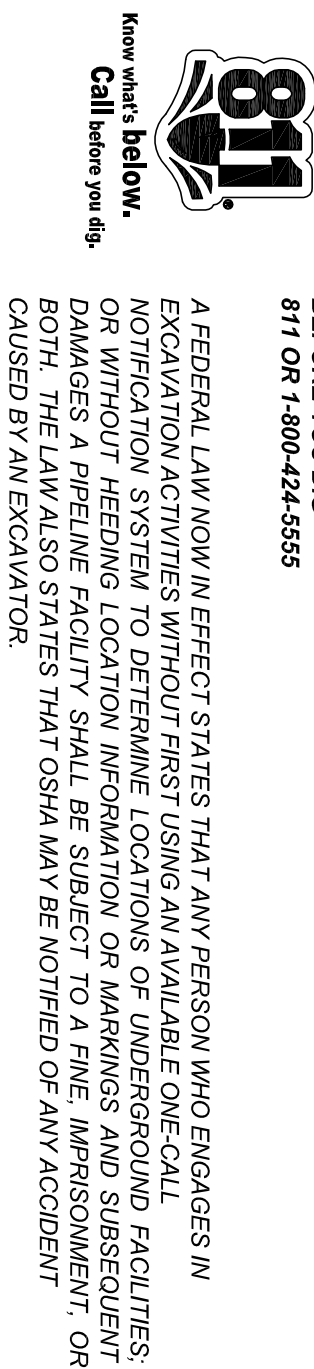 811
®
Know what's below.
Call before you dig.
811 OR 1-800-424-5555
A FEDERAL LAW NOW IN EFFECT STATES THAT ANY PERSON WHO ENGAGES IN
EXCAVATION ACTIVITIES WITHOUT FIRST USING AN AVAILABLE ONE-CALL
NOTIFICATION SYSTEM TO DETERMINE LOCATIONS OF UNDERGROUND FACILITIES;
OR WITHOUT HEEDING LOCATION INFORMATION OR MARKINGS AND SUBSEQUENT
DAMAGES A PIPELINE FACILITY SHALL BE SUBJECT TO A FINE, IMPRISONMENT, OR
BOTH. THE LAW ALSO STATES THAT OSHA MAY BE NOTIFIED OF ANY ACCIDENT
CAUSED BY AN EXCAVATOR.